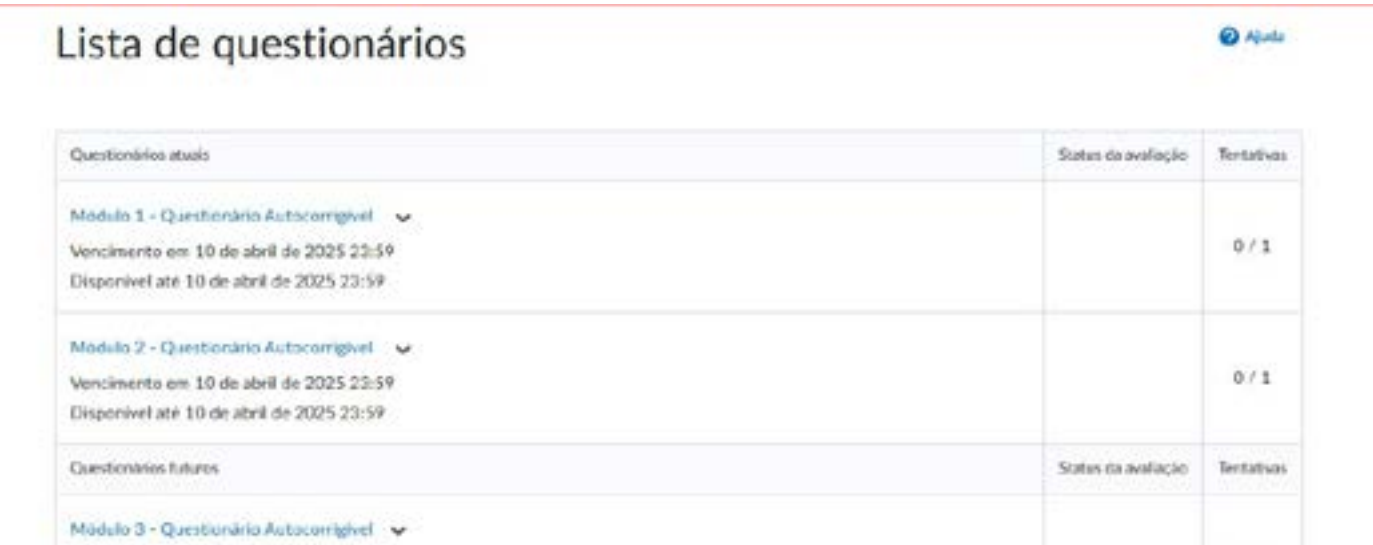 Lista de questionários
Ajuda
Questionários atuais
Status da avaliação
Tentativas
Módulo 1 - Questionário Autocorrigível
Vencimento em 10 de abril de 2025 23:59
Disponível até 10 de abril de 2025 23:59
0 / 1
Módulo 2 - Questionário Autocorrigível
Vencimento em 10 de abril de 2025 23:59
Disponível até 10 de abril de 2025 23:59
0 / 1
Questionários futuros
Status da avaliação
Tentativas
Módulo 3 - Questionário Autocorrigível